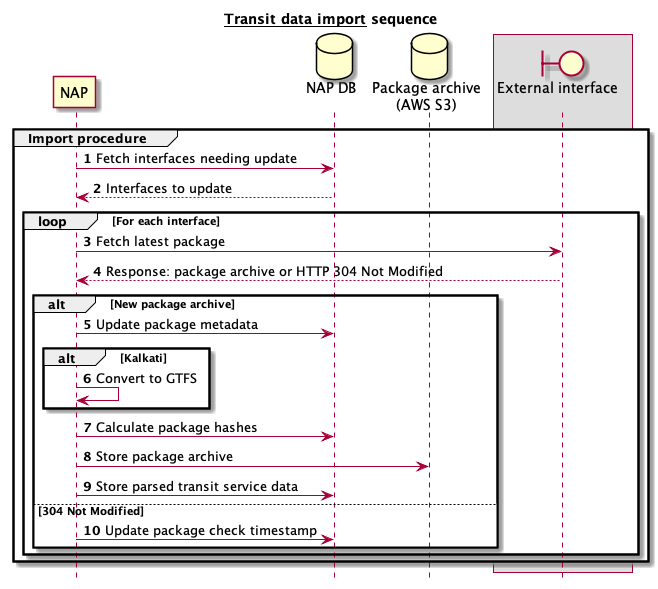 Transit data import sequence
NAP
NAP DB
Package archive
(AWS S3)
External interface
Import procedure
1 Fetch interfaces needing update
2 Interfaces to update
loop [For each interface]
3 Fetch latest package
4 Response: package archive or HTTP 304 Not Modified
alt [New package archive]
5 Update package metadata
alt [Kalkati]
6 Convert to GTFS
7 Calculate package hashes
8 Store package archive
9 Store parsed transit service data
[304 Not Modified]
10 Update package check timestamp